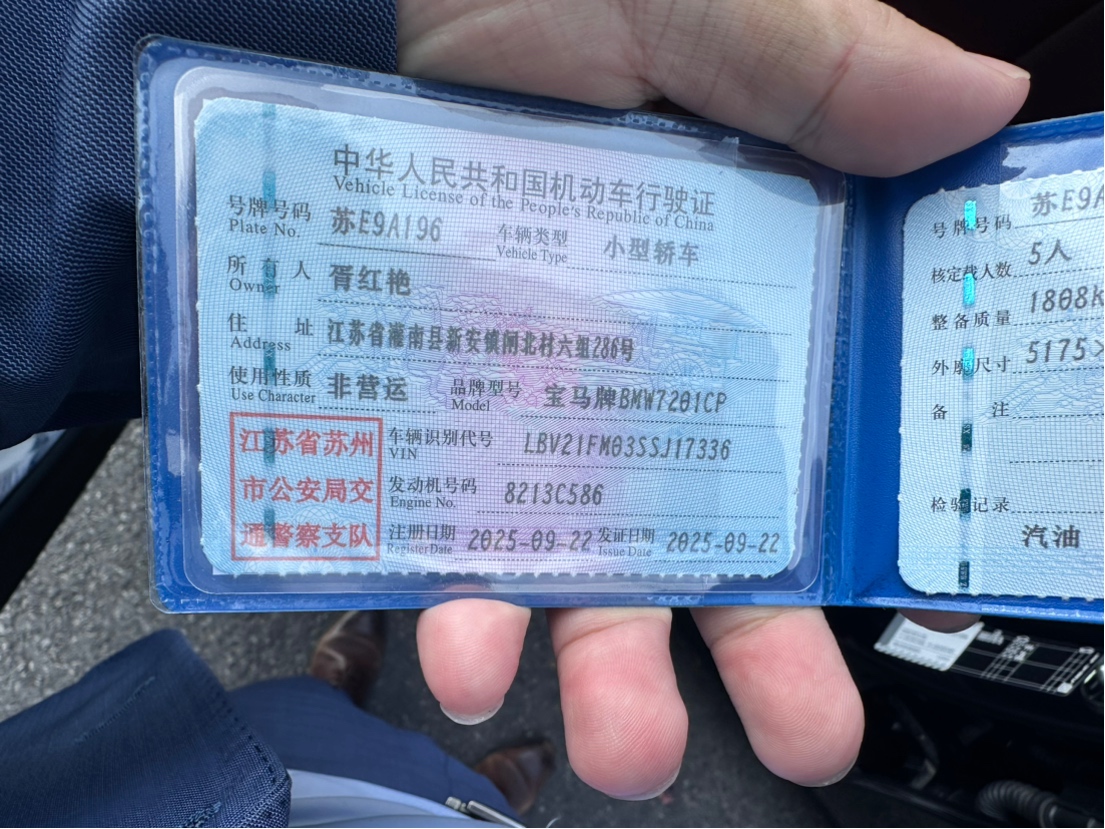 中华人民共和国机动车行驶证
Vehicle License of the People's Republic of China
号牌号码 苏E9A196 车辆类型 小型轿车
Plate No. Vehicle Type
所有人 胥红艳
Owner
住址 江苏省灌南县新安镇闸北村六组286号
Address
使用性质 非营运 品牌型号 宝马牌BMW7201CP
Use Character Model
江苏省苏州
市公安局交
通警察支队
车辆识别代号 LBV21FM03SSJ17336
VIN
发动机号码 8213C586
Engine No.
注册日期 2025-09-22 发证日期 2025-09-22
Register Date Issue Date
号牌号码 苏E9A
核定载人数 5人
整备质量 1808k
外廓尺寸 5175×
备注
检验记录
汽油